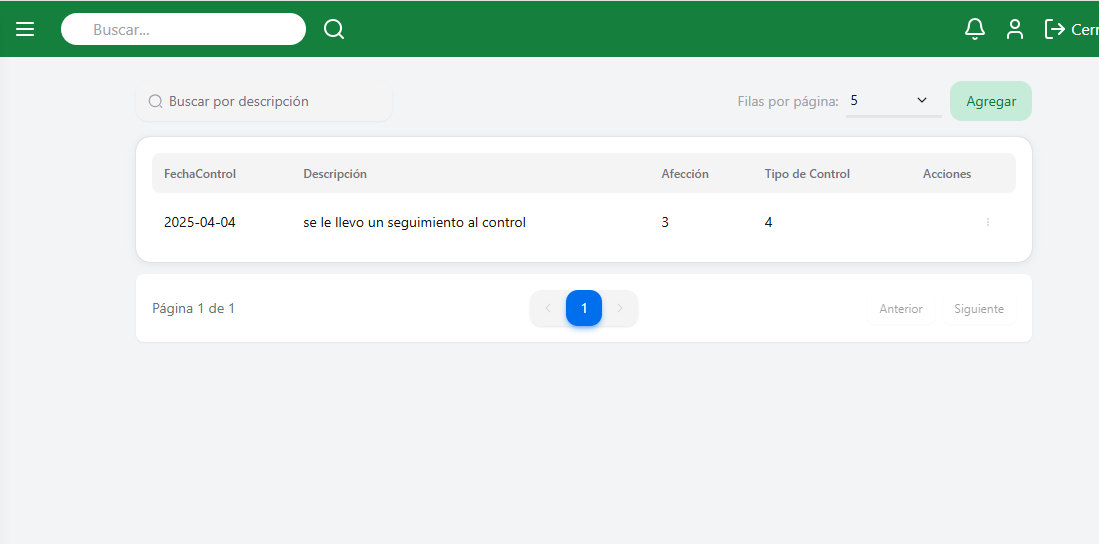 Buscar...
Cerr
Buscar por descripción
Filas por página: 5
Agregar
FechaControl Descripción Afección Tipo de Control Acciones
2025-04-04 se le llevo un seguimiento al control 3 4
Página 1 de 1
1
Anterior Siguiente